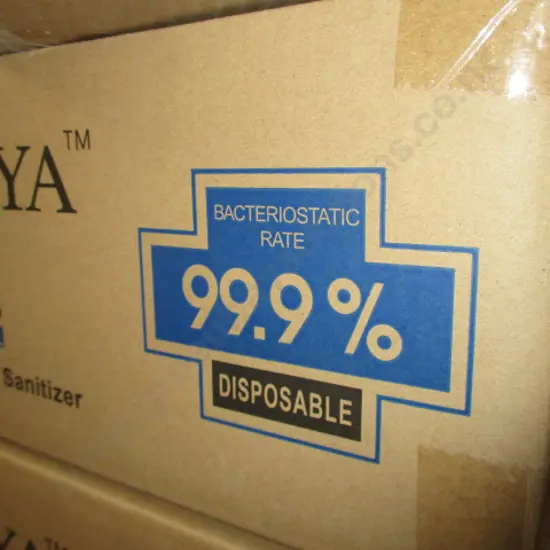 YA™
BACTERIOSTATIC
RATE
99.9%
DISPOSABLE
Sanitizer
YA™